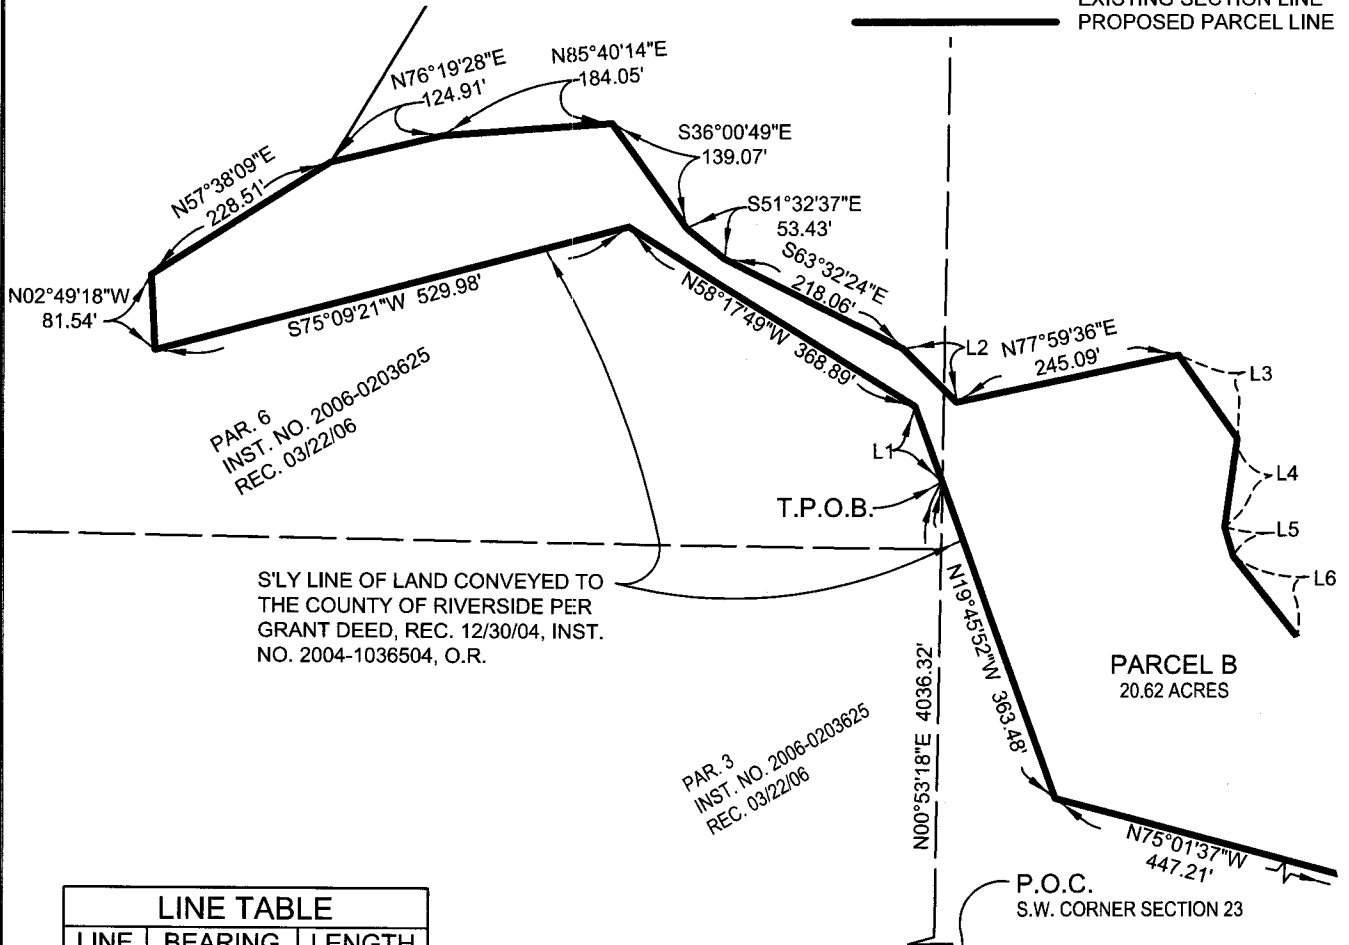 EXISTING SECTION LINE
PROPOSED PARCEL LINE
N76°19'28"E
124.91'
N85°40'14"E
184.05'
S36°00'49"E
139.07'
N57°38'09"E
228.51'
S51°32'37"E
53.43'
S63°32'24"E
218.06'
N02°49'18"W
81.54'
S75°09'21"W 529.98'
N58°17'49"W 368.89'
L2
N77°59'36"E
245.09'
L3
L1
L4
L5
L6
PAR. 6
INST. NO. 2006-0203625
REC. 03/22/06
T.P.O.B.
S'LY LINE OF LAND CONVEYED TO
THE COUNTY OF RIVERSIDE PER
GRANT DEED, REC. 12/30/04, INST.
NO. 2004-1036504, O.R.
N19°45'52"W 363.48'
PARCEL B
20.62 ACRES
N00°53'18"E 4036.32'
PAR. 3
INST. NO. 2006-0203625
REC. 03/22/06
N75°01'37"W
447.21'
P.O.C.
S.W. CORNER SECTION 23
LINE TABLE
LINE BEARING LENGTH